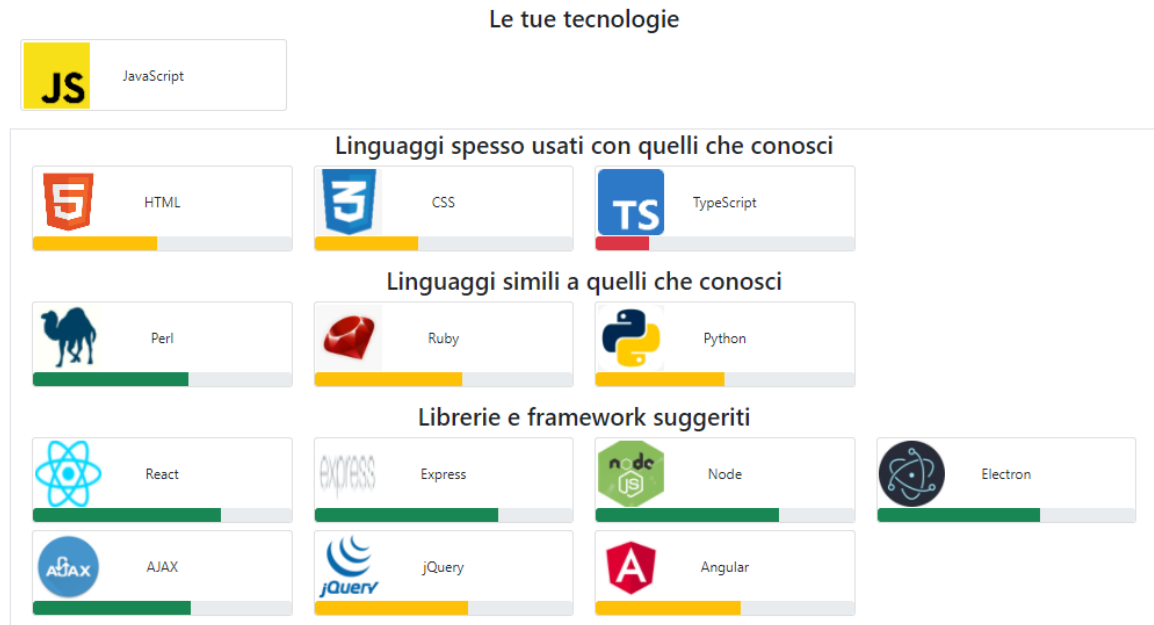 Le tue tecnologie
JS
JavaScript
Linguaggi spesso usati con quelli che conosci
HTML
CSS
TS
TypeScript
Linguaggi simili a quelli che conosci
Perl
Ruby
Python
Librerie e framework suggeriti
React
express
Express
node
JS
Node
Electron
AJAX
AJAX
jQuery
jQuery
Angular